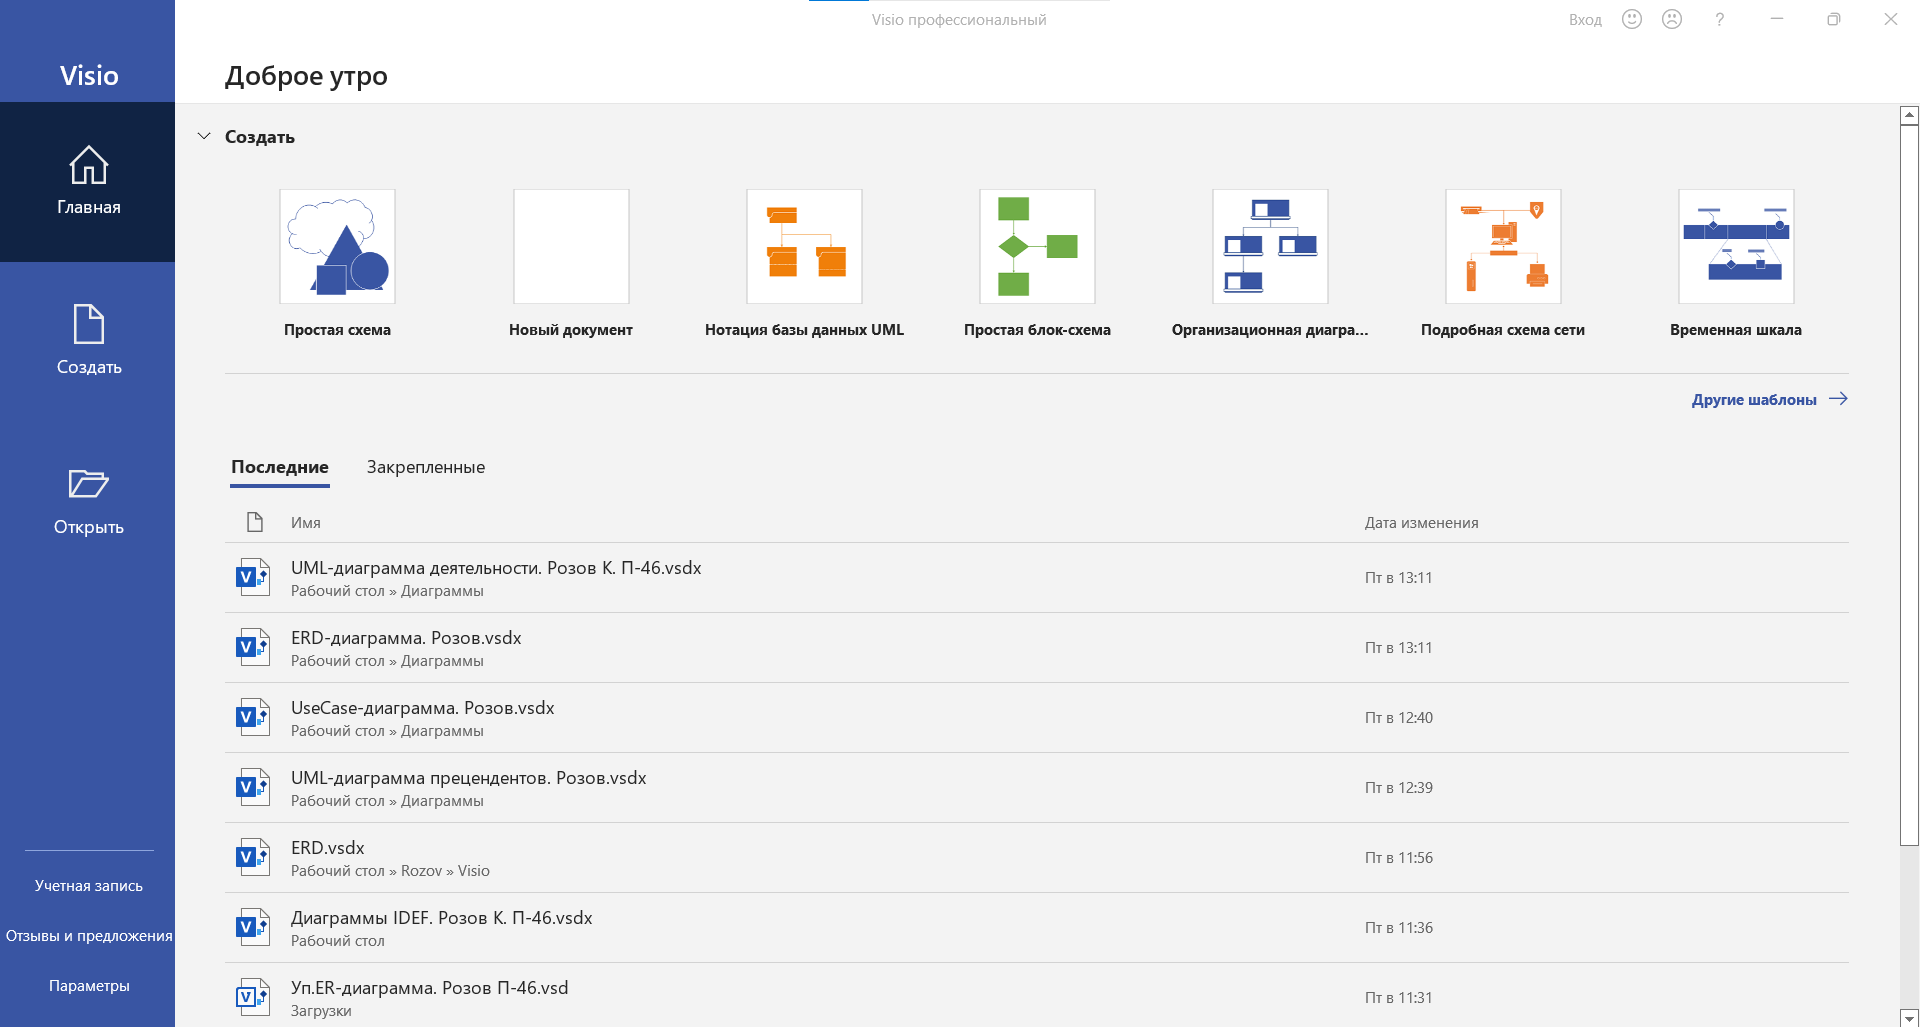 Visio профессиональный
Вход
?
Visio
Доброе утро
Главная
Создать
Открыть
Учетная запись
Отзывы и предложения
Параметры
Создать
Простая схема
Новый документ
Нотация базы данных UML
Простая блок-схема
Организационная диагра...
Подробная схема сети
Временная шкала
Другие шаблоны
Последние
Закрепленные
Имя
Дата изменения
UML-диаграмма деятельности. Розов К. П-46.vsdx
Рабочий стол » Диаграммы
Пт в 13:11
ERD-диаграмма. Розов.vsdx
Рабочий стол » Диаграммы
Пт в 13:11
UseCase-диаграмма. Розов.vsdx
Рабочий стол » Диаграммы
Пт в 12:40
UML-диаграмма прецендентов. Розов.vsdx
Рабочий стол » Диаграммы
Пт в 12:39
ERD.vsdx
Рабочий стол » Rozov » Visio
Пт в 11:56
Диаграммы IDEF. Розов К. П-46.vsdx
Рабочий стол
Пт в 11:36
Уп.ER-диаграмма. Розов П-46.vsd
Загрузки
Пт в 11:31